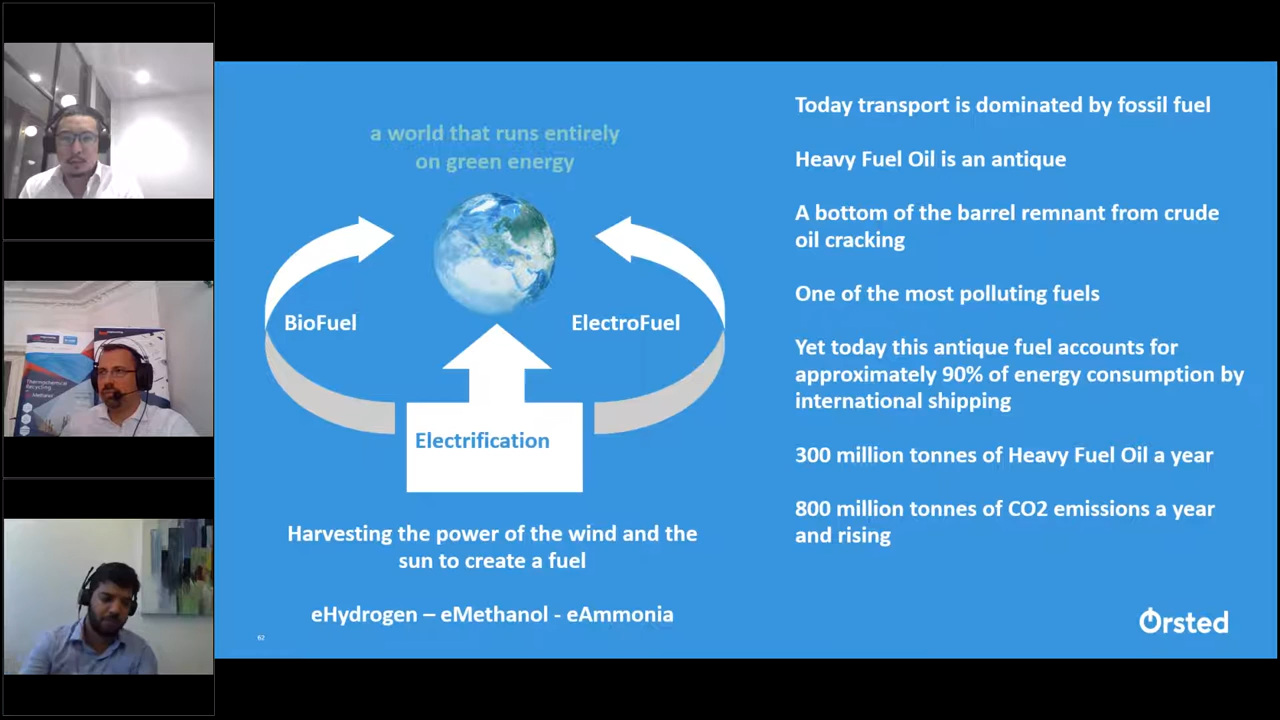 a world that runs entirely
on green energy
BioFuel
ElectroFuel
Electrification
Harvesting the power of the wind and the
sun to create a fuel
eHydrogen – eMethanol - eAmmonia
62
Today transport is dominated by fossil fuel
Heavy Fuel Oil is an antique
A bottom of the barrel remnant from crude
oil cracking
One of the most polluting fuels
Yet today this antique fuel accounts for
approximately 90% of energy consumption by
international shipping
300 million tonnes of Heavy Fuel Oil a year
800 million tonnes of CO2 emissions a year
and rising
Ørsted
Thermochemical
Recycling